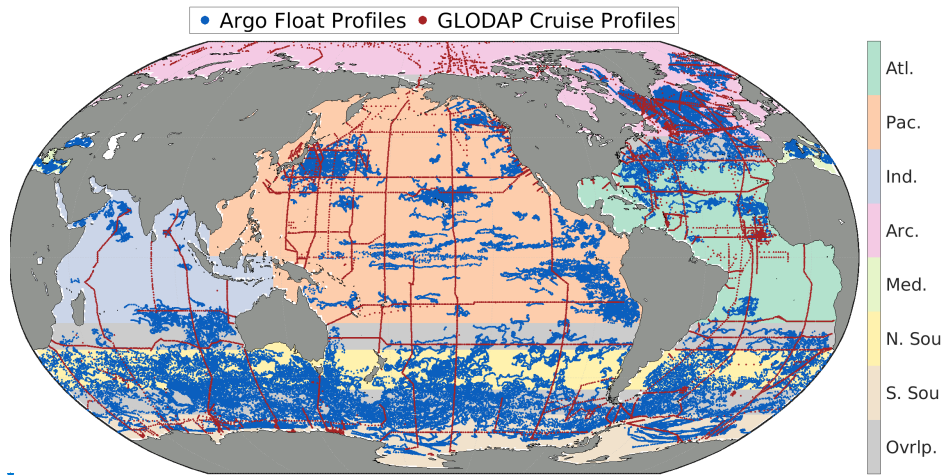 Argo Float Profiles GLODAP Cruise Profiles
Atl.
Pac.
Ind.
Arc.
Med.
N. Sou
S. Sou
Ovrlp.